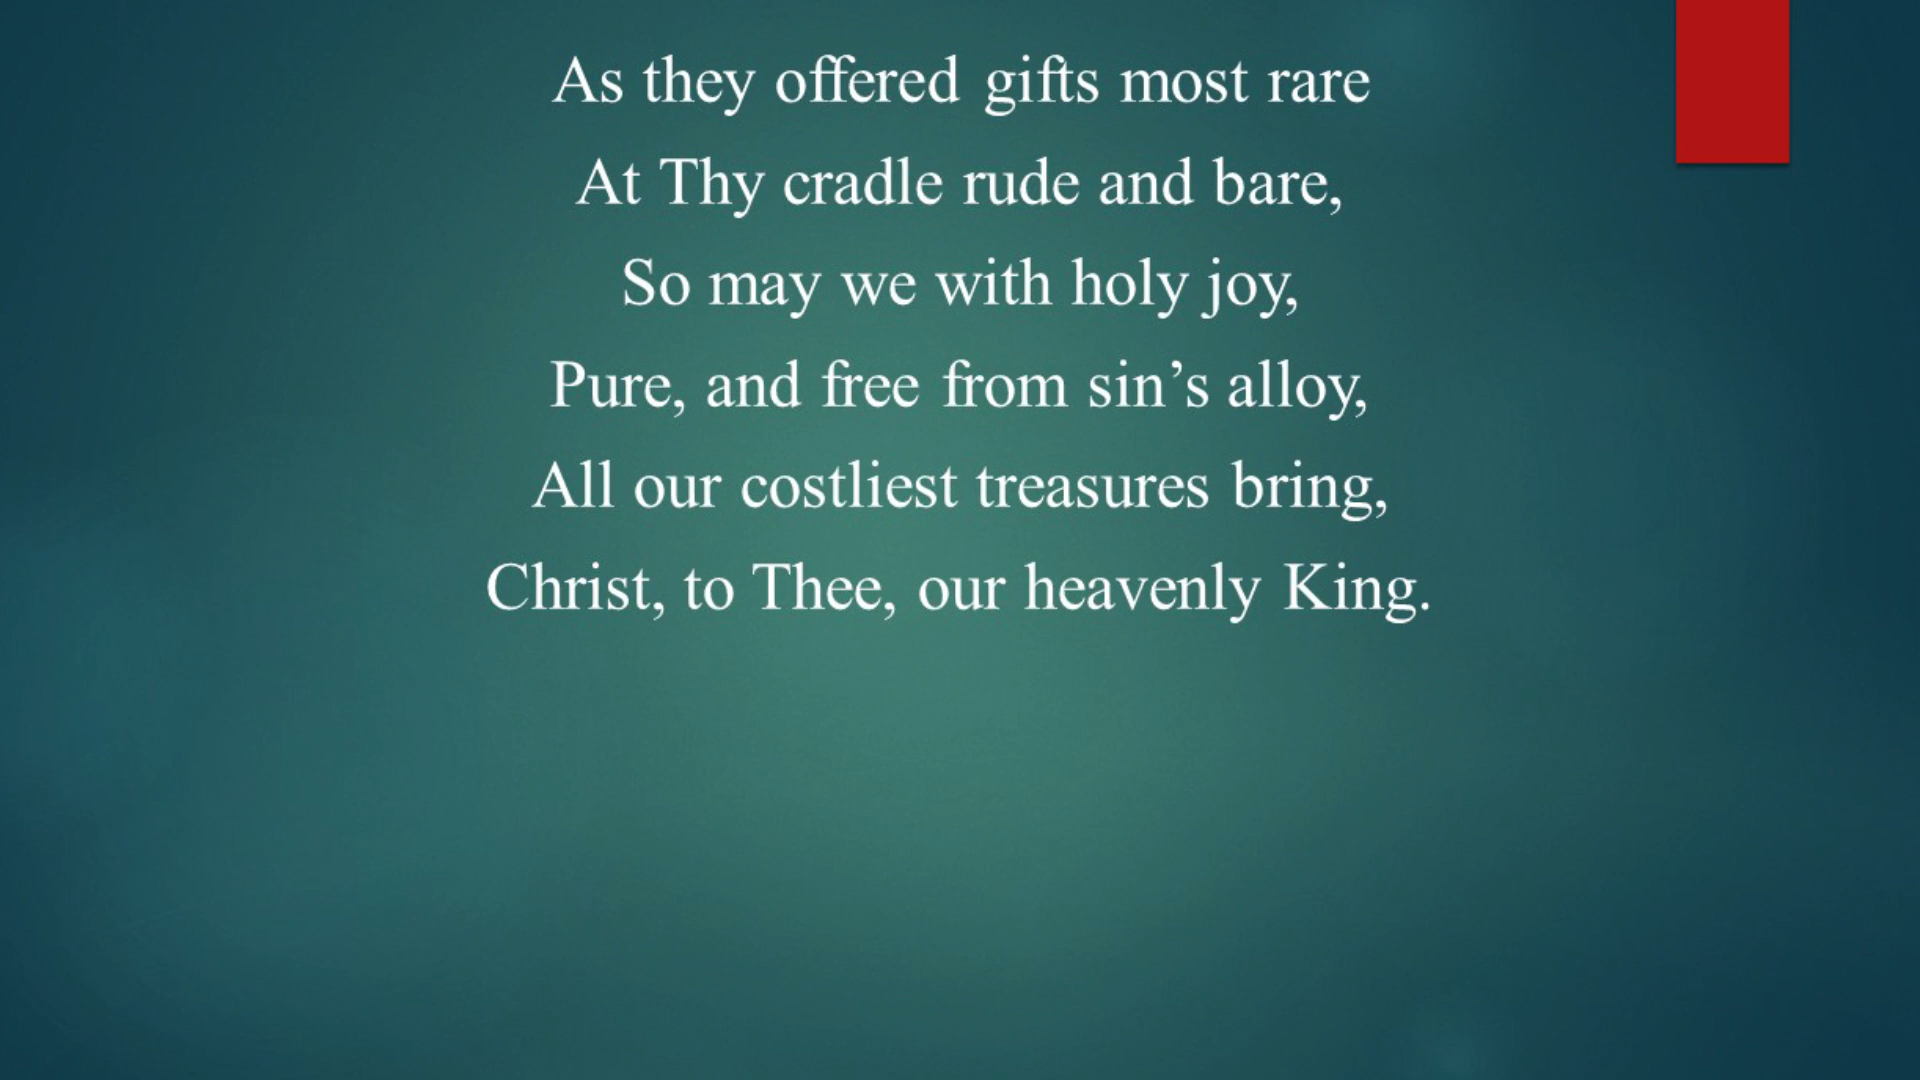 As they offered gifts most rare
At Thy cradle rude and bare,
So may we with holy joy,
Pure, and free from sin’s alloy,
All our costliest treasures bring,
Christ, to Thee, our heavenly King.